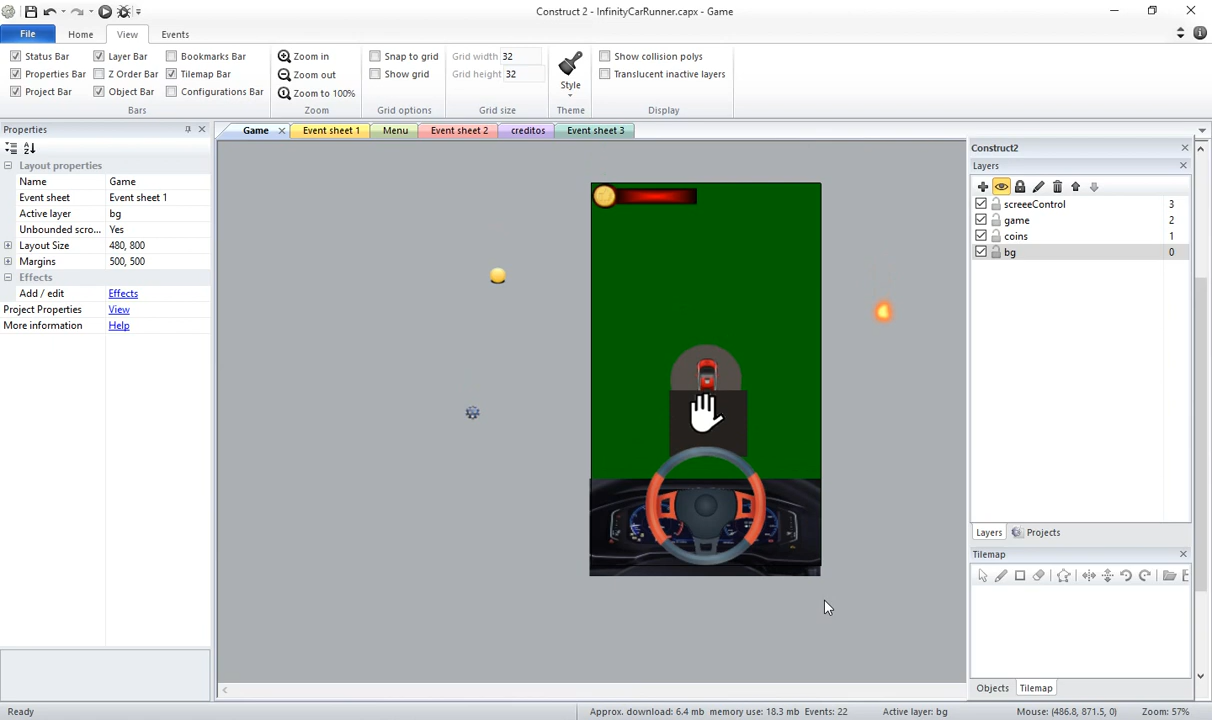 Construct 2 - InfinityCarRunner.capx - Game
File Home View Events
Status Bar Layer Bar Bookmarks Bar Zoom in Snap to grid Grid width 32 Show collision polys
Properties Bar Z Order Bar Tilemap Bar Zoom out Show grid Grid height 32 Style Translucent inactive layers
Project Bar Object Bar Configurations Bar Zoom to 100%
Bars Zoom Grid options Grid size Theme Display
Properties Game Event sheet 1 Menu Event sheet 2 creditos Event sheet 3
Construct2
Layout properties Layers
Name Game
Event sheet Event sheet 1
Active layer bg screeeControl 3
Unbounded scro... Yes game 2
Layout Size 480, 800 coins 1
Margins 500, 500 bg 0
Effects
Add / edit Effects
Project Properties View
More information Help
Layers Projects
Tilemap
Objects Tilemap
Ready Approx. download: 6.4 mb memory use: 18.3 mb Events: 22 Active layer: bg Mouse: (486.8, 871.5, 0) Zoom: 57%